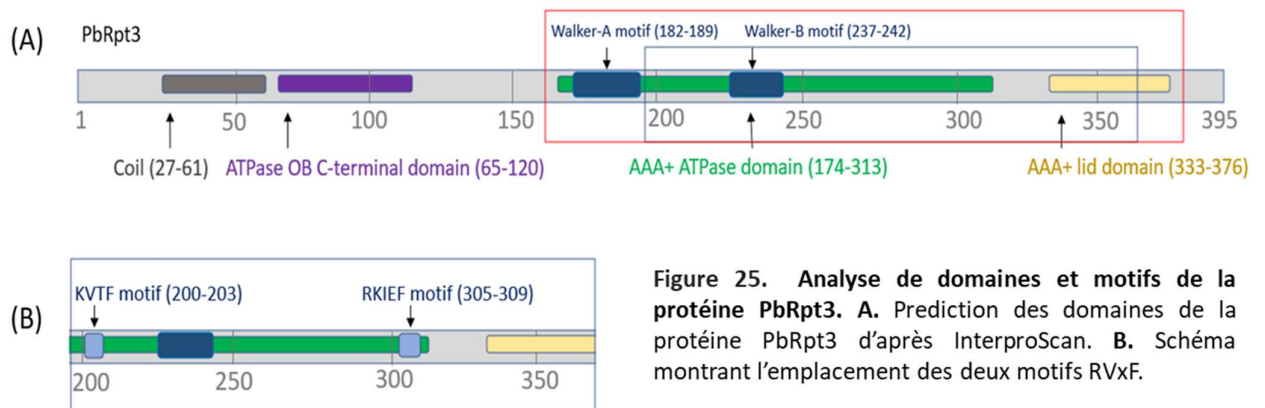 (A)
PbRpt3
Walker-A motif (182-189) Walker-B motif (237-242)
1 50 100 150 200 250 300 350 395
Coil (27-61) ATPase OB C-terminal domain (65-120) AAA+ ATPase domain (174-313) AAA+ lid domain (333-376)
(B)
KVTF motif (200-203) RKIEF motif (305-309)
200 250 300 350
Figure 25. Analyse de domaines et motifs de la
protéine PbRpt3. A. Prediction des domaines de la
protéine PbRpt3 d’après InterproScan. B. Schéma
montrant l’emplacement des deux motifs RVxF.